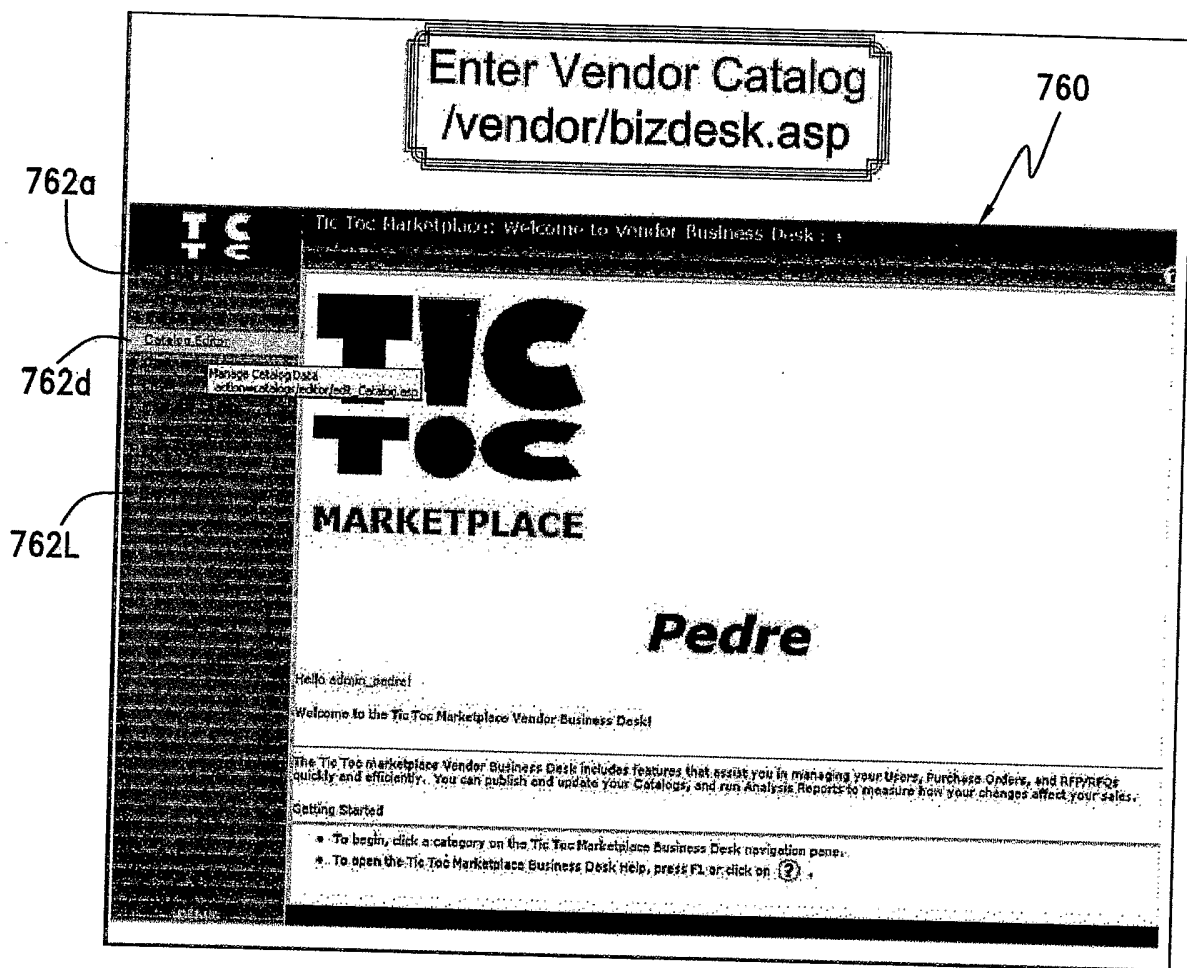 Enter Vendor Catalog
/vendor/bizdesk.asp
760
762a
T C
T C
Tic Toc Marketplace: Welcome to vendor Business Desk :
Catalog Editor
762d
Manage Catalog Data
action=catalogs/editor/edit_Catalog.asp
T!C
TOC
MARKETPLACE
762L
Pedre
Hello admin_pedre!
Welcome to the Tic Toc Marketplace Vendor Business Desk!
The Tic Toc marketplace Vendor Business Desk includes features that assist you in managing your Users, Purchase Orders, and RFP/RFQs
quickly and efficiently. You can publish and update your Catalogs, and run Analysis Reports to measure how your changes affect your sales.
Getting Started
• To begin, click a category on the Tic Toc Marketplace Business Desk navigation pane.
• To open the Tic Toc Marketplace Business Desk Help, press F1 or click on ? .